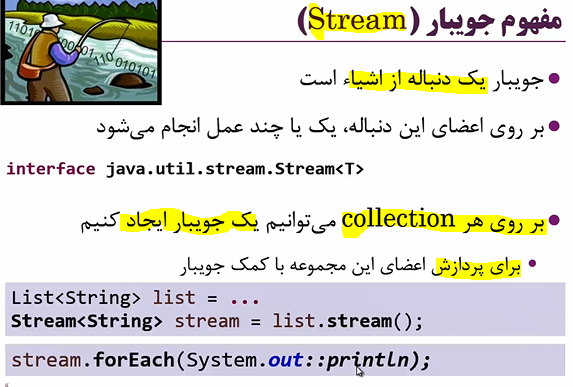 مفهوم جویبار (Stream)
11010
110 010101
جویبار یک دنباله از اشیاء است
بر روی اعضای این دنباله، یک یا چند عمل انجام می‌شود
interface java.util.stream.Stream<T>
بر روی هر collection می‌توانیم یک جویبار ایجاد کنیم
برای پردازش اعضای این مجموعه با کمک جویبار
List<String> list = ...
Stream<String> stream = list.stream();
stream.forEach(System.out::println);